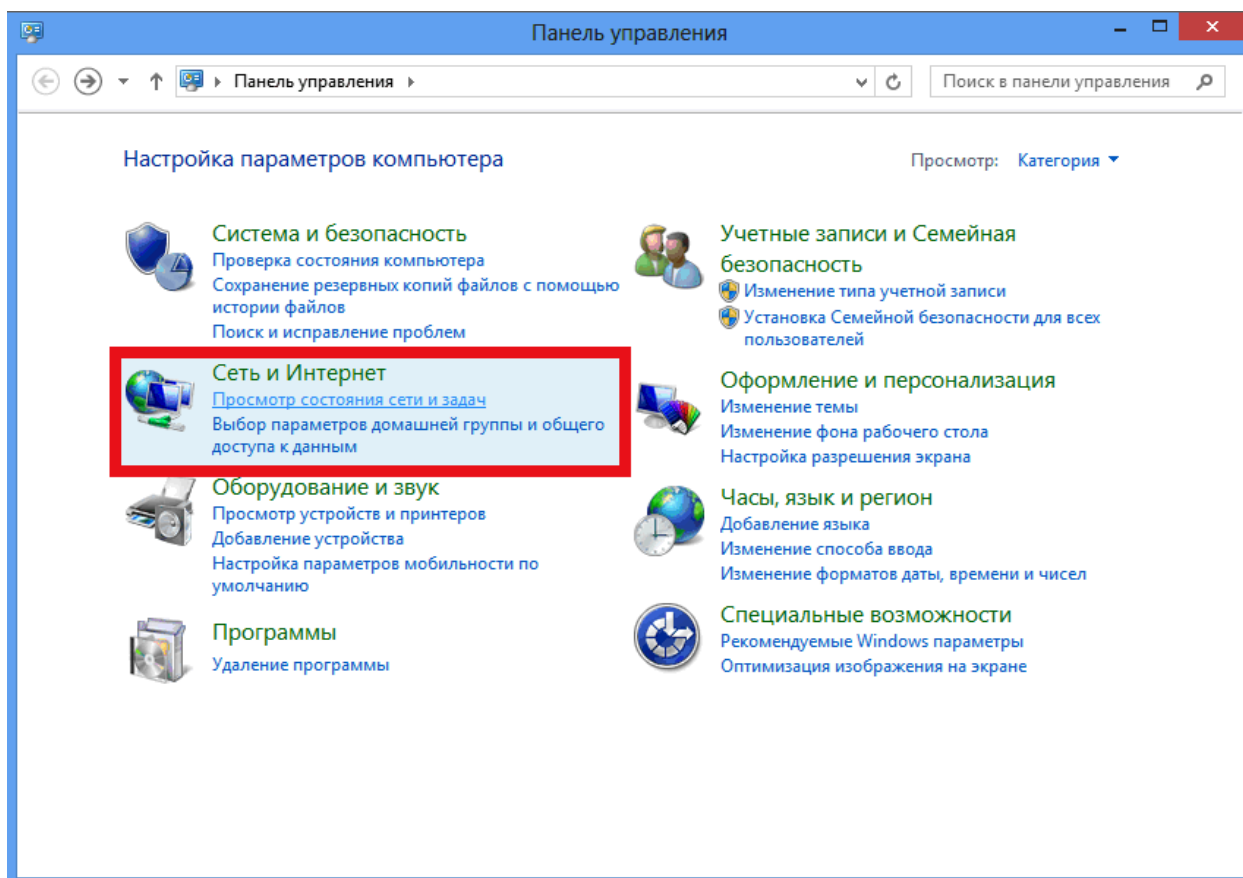 Панель управления
Панель управления
Поиск в панели управления
Настройка параметров компьютера
Просмотр: Категория
Система и безопасность
Проверка состояния компьютера
Сохранение резервных копий файлов с помощью
истории файлов
Поиск и исправление проблем
Сеть и Интернет
Просмотр состояния сети и задач
Выбор параметров домашней группы и общего
доступа к данным
Оборудование и звук
Просмотр устройств и принтеров
Добавление устройства
Настройка параметров мобильности по
умолчанию
Программы
Удаление программы
Учетные записи и Семейная
безопасность
Изменение типа учетной записи
Установка Семейной безопасности для всех
пользователей
Оформление и персонализация
Изменение темы
Изменение фона рабочего стола
Настройка разрешения экрана
Часы, язык и регион
Добавление языка
Изменение способа ввода
Изменение форматов даты, времени и чисел
Специальные возможности
Рекомендуемые Windows параметры
Оптимизация изображения на экране